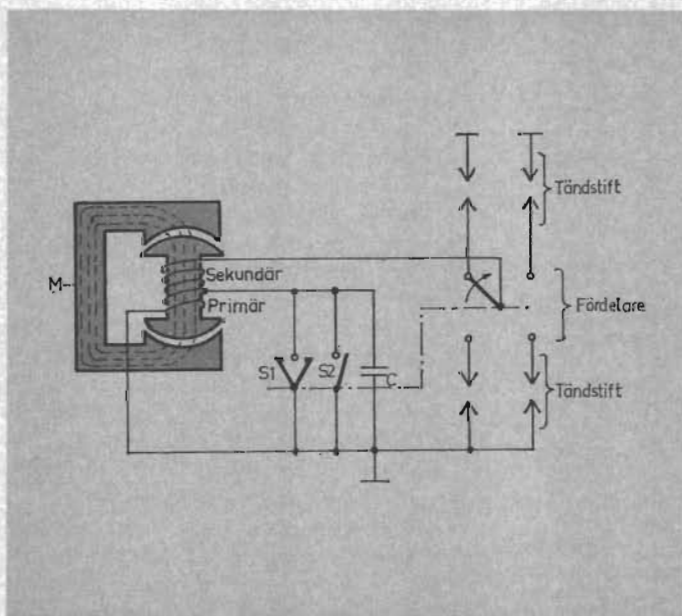 Tändstift
M
Sekundär
Primär
Fördelare
S1
S2
C
Tändstift